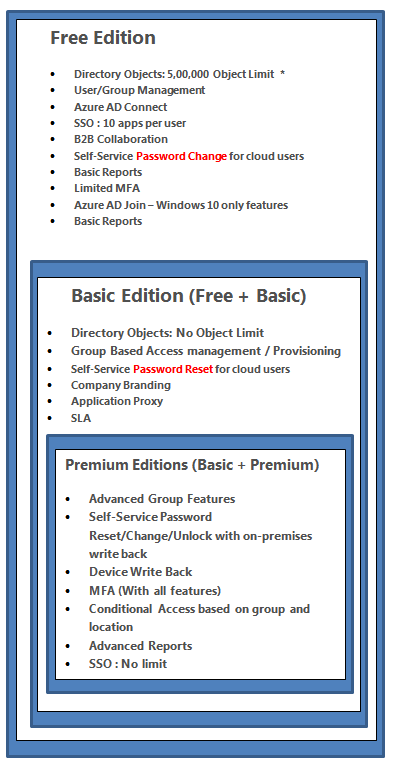 Free Edition
• Directory Objects: 5,00,000 Object Limit *
• User/Group Management
• Azure AD Connect
• SSO : 10 apps per user
• B2B Collaboration
• Self-Service Password Change for cloud users
• Basic Reports
• Limited MFA
• Azure AD Join – Windows 10 only features
• Basic Reports
Basic Edition (Free + Basic)
• Directory Objects: No Object Limit
• Group Based Access management / Provisioning
• Self-Service Password Reset for cloud users
• Company Branding
• Application Proxy
• SLA
Premium Editions (Basic + Premium)
• Advanced Group Features
• Self-Service Password
Reset/Change/Unlock with on-premises
write back
• Device Write Back
• MFA (With all features)
• Conditional Access based on group and
location
• Advanced Reports
• SSO : No limit